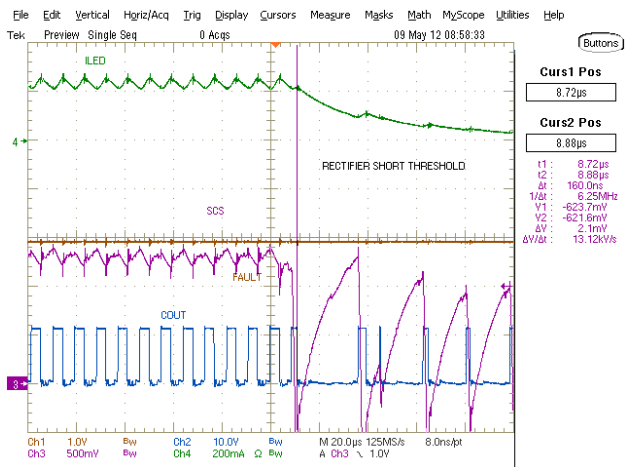 File Edit Vertical Horiz/Acq Trig Display Cursors Measure Masks Math MyScope Utilities Help
Tek Preview Single Seq 0 Acqs 09 May 12 08:58:33
Buttons
ILED
Curs1 Pos
8.72µs
Curs2 Pos
8.88µs
4
RECTIFIER SHORT THRESHOLD
t1: 8.72µs
t2: 8.88µs
Δt: 160.0ns
1/Δt: 6.25MHz
V1: -623.7mV
V2: -621.6mV
ΔV: 2.1mV
ΔV/Δt: 13.12kV/s
SCS
FAULT
COUT
3
Ch1 1.0V Bw Ch2 10.0V Bw M 20.0µs 125MS/s 8.0ns/pt
Ch3 500mV Bw Ch4 200mA Ω Bw A Ch3 \ 1.0V